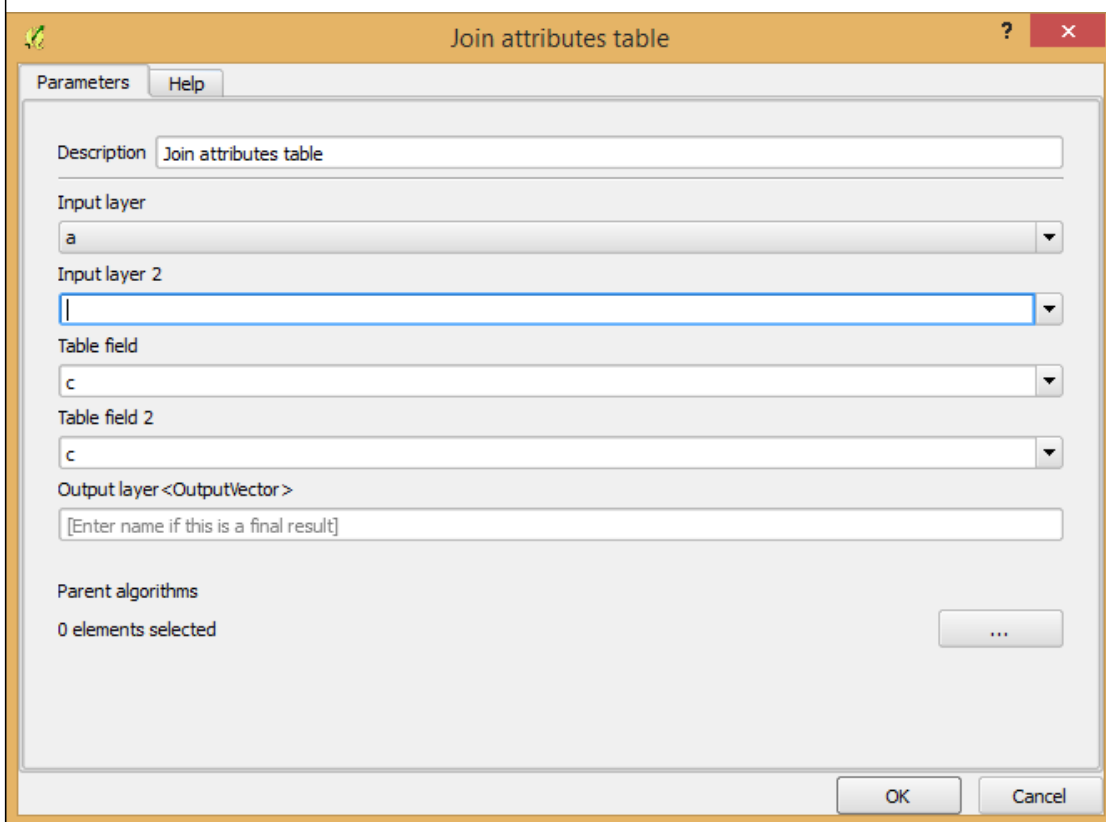 Join attributes table
?
×
Parameters Help
Description Join attributes table
Input layer
a
Input layer 2
Table field
c
Table field 2
c
Output layer<OutputVector>
[Enter name if this is a final result]
Parent algorithms
0 elements selected
...
OK Cancel